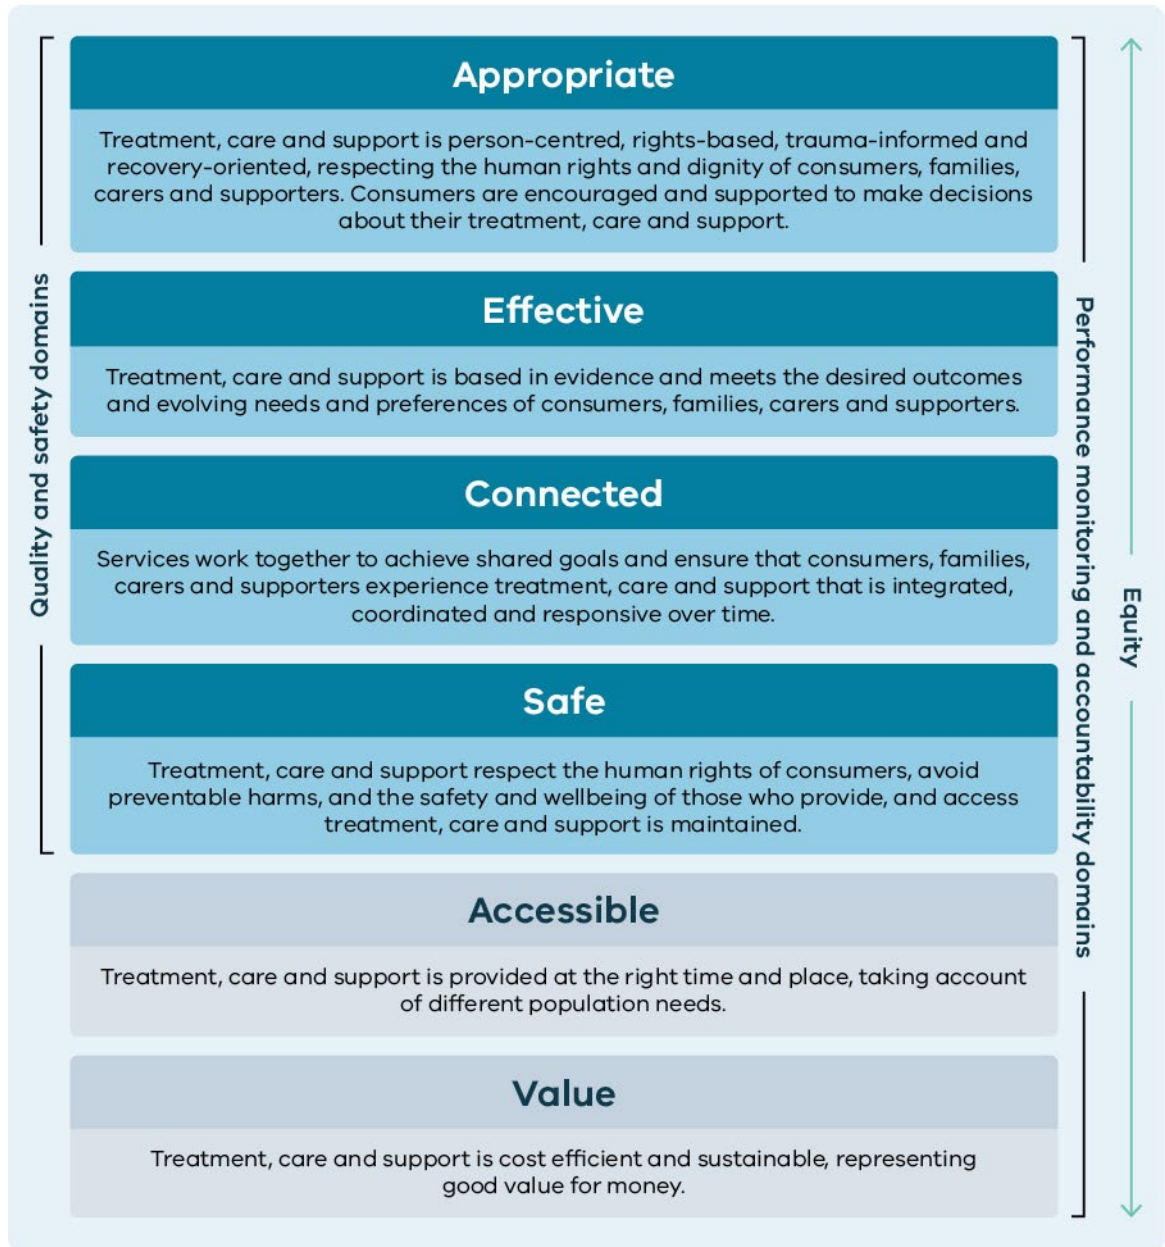 Appropriate
Treatment, care and support is person-centred, rights-based, trauma-informed and
recovery-oriented, respecting the human rights and dignity of consumers, families,
carers and supporters. Consumers are encouraged and supported to make decisions
about their treatment, care and support.
Effective
Treatment, care and support is based in evidence and meets the desired outcomes
and evolving needs and preferences of consumers, families, carers and supporters.
Connected
Services work together to achieve shared goals and ensure that consumers, families,
carers and supporters experience treatment, care and support that is integrated,
coordinated and responsive over time.
Safe
Treatment, care and support respect the human rights of consumers, avoid
preventable harms, and the safety and wellbeing of those who provide, and access
treatment, care and support is maintained.
Accessible
Treatment, care and support is provided at the right time and place, taking account
of different population needs.
Value
Treatment, care and support is cost efficient and sustainable, representing
good value for money.
Quality and safety domains
Performance monitoring and accountability domains
Equity